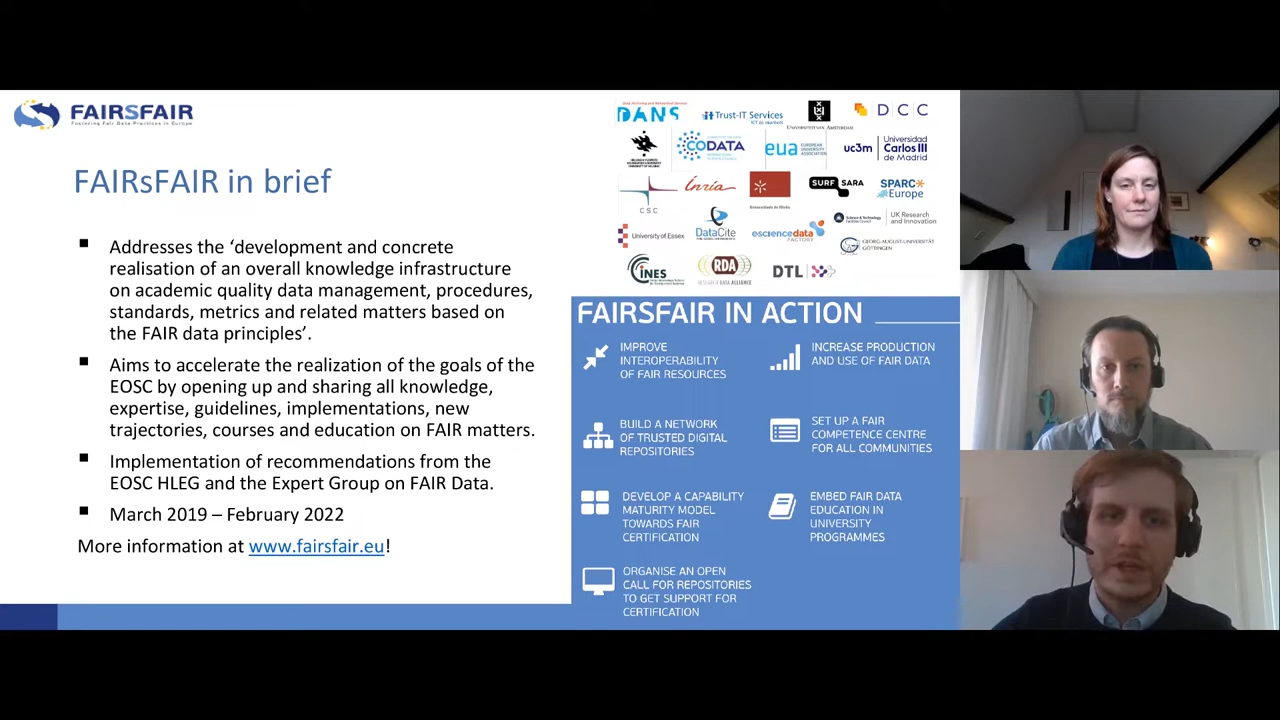 FAIRSFAIR
Fostering Fair Data Practices in Europe
FAIRsFAIR in brief
Addresses the ‘development and concrete
realisation of an overall knowledge infrastructure
on academic quality data management, procedures,
standards, metrics and related matters based on
the FAIR data principles’.
Aims to accelerate the realization of the goals of the
EOSC by opening up and sharing all knowledge,
expertise, guidelines, implementations, new
trajectories, courses and education on FAIR matters.
Implementation of recommendations from the
EOSC HLEG and the Expert Group on FAIR Data.
March 2019 – February 2022
More information at www.fairsfair.eu!
DANS
Trust-IT Services
UNIVERSITEIT VAN AMSTERDAM
D|C|C
CODATA
eua EUROPEAN
UNIVERSITY
ASSOCIATION
uc3m
Universidad
Carlos III
de Madrid
CSC
Inria
SURF SARA
SPARC
Europe
University of Essex
DataCite
esciencedata
FACTORY
Science & Technology
Facilities Council
UK Research
and Innovation
GEORG-AUGUST-UNIVERSITÄT
GÖTTINGEN
CINES
RDA
RESEARCH DATA ALLIANCE
DTL
FAIRSFAIR IN ACTION
IMPROVE
INTEROPERABILITY
OF FAIR RESOURCES
INCREASE PRODUCTION
AND USE OF FAIR DATA
BUILD A NETWORK
OF TRUSTED DIGITAL
REPOSITORIES
SET UP A FAIR
COMPETENCE CENTRE
FOR ALL COMMUNITIES
DEVELOP A CAPABILITY
MATURITY MODEL
TOWARDS FAIR
CERTIFICATION
EMBED FAIR DATA
EDUCATION IN
UNIVERSITY
PROGRAMMES
ORGANISE AN OPEN
CALL FOR REPOSITORIES
TO GET SUPPORT FOR
CERTIFICATION